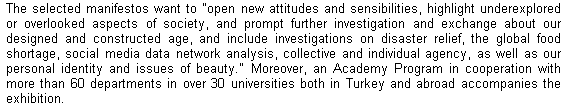 The selected manifestos want to "open new attitudes and sensibilities, highlight underexplored
or overlooked aspects of society, and prompt further investigation and exchange about our
designed and constructed age, and include investigations on disaster relief, the global food
shortage, social media data network analysis, collective and individual agency, as well as our
personal identity and issues of beauty." Moreover, an Academy Program in cooperation with
more than 60 departments in over 30 universities both in Turkey and abroad accompanies the
exhibition.